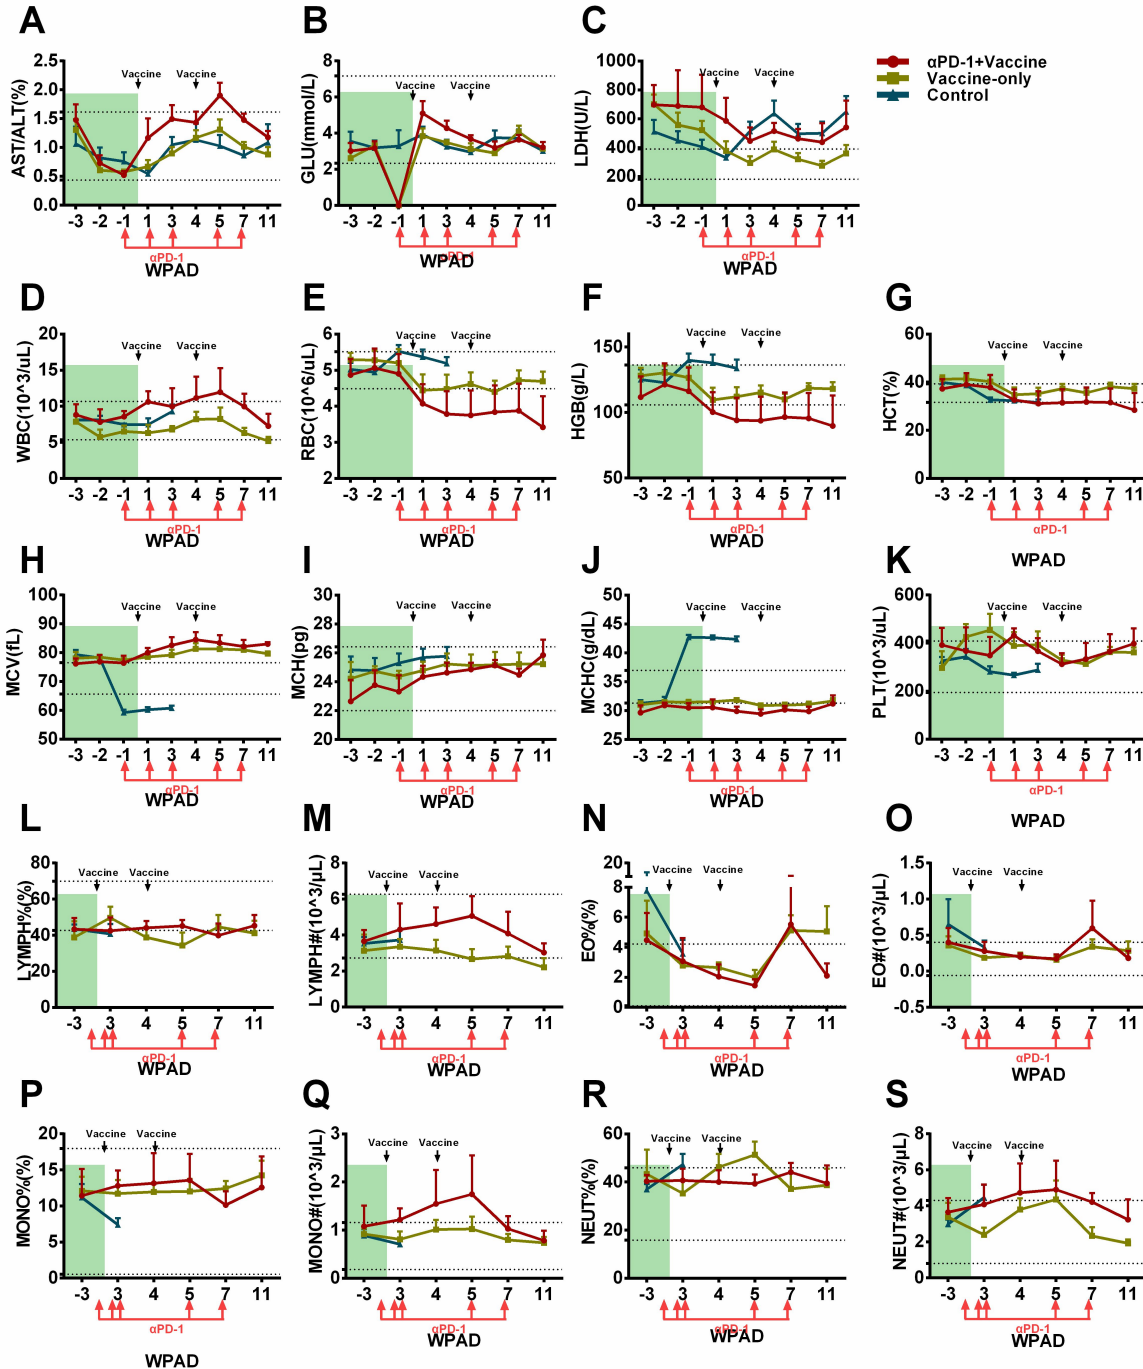 A
AST/ALT(%)
2.5
2.0
1.5
1.0
0.5
0.0
Vaccine Vaccine
-3 -2 -1 1 3 4 5 7 11
αPD-1
WPAD
B
GLU(mmol/L)
8
6
4
2
0
Vaccine Vaccine
-3 -2 -1 1 3 4 5 7 11
αPD-1
WPAD
C
LDH(U/L)
1000
800
600
400
200
0
Vaccine Vaccine
-3 -2 -1 1 3 4 5 7 11
αPD-1
WPAD
αPD-1+Vaccine
Vaccine-only
Control
D
WBC(10^3/uL)
20
15
10
5
0
Vaccine Vaccine
-3 -2 -1 1 3 4 5 7 11
αPD-1
WPAD
E
RBC(10^6/uL)
6
5
4
3
2
Vaccine Vaccine
-3 -2 -1 1 3 4 5 7 11
αPD-1
WPAD
F
HGB(g/L)
150
100
50
Vaccine Vaccine
-3 -2 -1 1 3 4 5 7 11
αPD-1
WPAD
G
HCT(%)
60
40
20
0
Vaccine Vaccine
-3 -2 -1 1 3 4 5 7 11
αPD-1
WPAD
H
MCV(fL)
100
90
80
70
60
50
Vaccine Vaccine
-3 -2 -1 1 3 4 5 7 11
αPD-1
WPAD
I
MCH(pg)
30
28
26
24
22
20
Vaccine Vaccine
-3 -2 -1 1 3 4 5 7 11
αPD-1
WPAD
J
MCHC(g/dL)
50
45
40
35
30
25
Vaccine Vaccine
-3 -2 -1 1 3 4 5 7 11
αPD-1
WPAD
K
PLT(10^3/uL)
600
400
200
0
Vaccine Vaccine
-3 -2 -1 1 3 4 5 7 11
αPD-1
WPAD
L
LYMPH%(%)
80
60
40
20
0
Vaccine Vaccine
-3 3 4 5 7 11
αPD-1
WPAD
M
LYMPH#(10^3/μL)
8
6
4
2
0
Vaccine Vaccine
-3 3 4 5 7 11
αPD-1
WPAD
N
EO%(%)
20
8
6
4
2
0
Vaccine Vaccine
-3 3 4 5 7 11
αPD-1
WPAD
O
EO#(10^3/μL)
1.5
1.0
0.5
0.0
-0.5
Vaccine Vaccine
-3 3 4 5 7 11
αPD-1
WPAD
P
MONO%(%)
20
15
10
5
0
Vaccine Vaccine
-3 3 4 5 7 11
αPD-1
WPAD
Q
MONO#(10^3/μL)
3
2
1
0
Vaccine Vaccine
-3 3 4 5 7 11
αPD-1
WPAD
R
NEUT%(%)
60
40
20
0
Vaccine Vaccine
-3 3 4 5 7 11
αPD-1
WPAD
S
NEUT#(10^3/μL)
8
6
4
2
0
Vaccine Vaccine
-3 3 4 5 7 11
αPD-1
WPAD